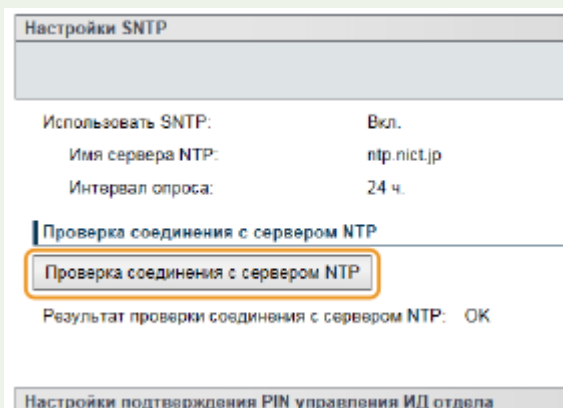 Настройки SNTP
Использовать SNTP: Вкл.
Имя сервера NTP: ntp.nict.jp
Интервал опроса: 24 ч.
Проверка соединения с сервером NTP
Проверка соединения с сервером NTP
Результат проверки соединения с сервером NTP: OK
Настройки подтверждения PIN управления ИД отдела